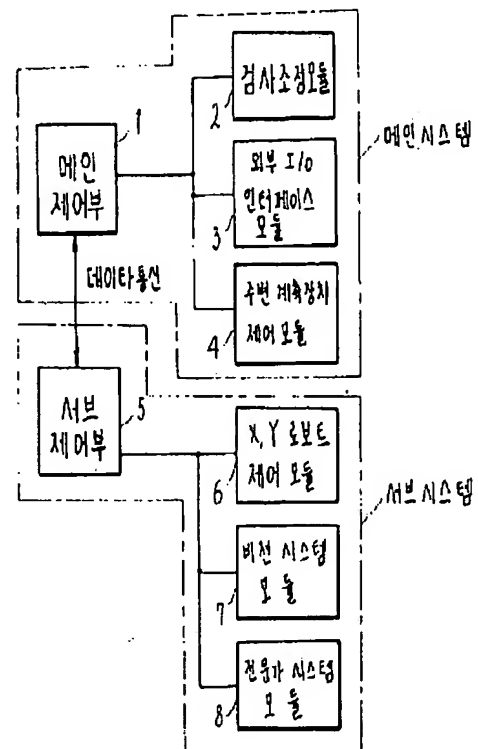 1
메인
제어부
검사조정모듈
2
외부 I/O
인터페이스
모듈
3
주변 계측장치
제어 모듈
4
메인시스템
데이타통신
서브
제어부
5
X, Y 로보트
제어 모듈
6
비전 시스템
모듈
7
전문가 시스템
모듈
8
서브 시스템